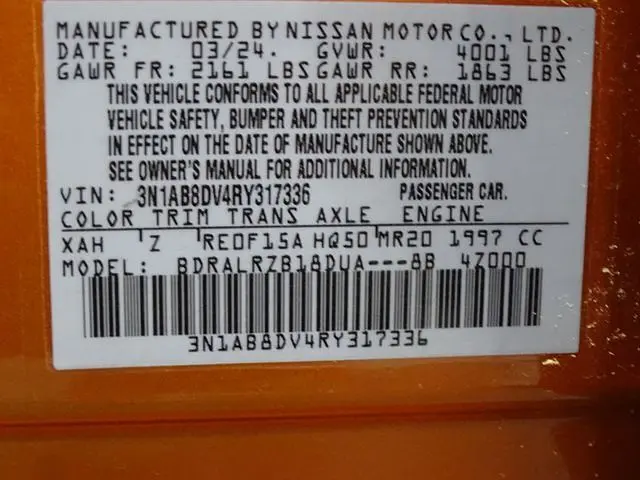 MANUFACTURED BY NISSAN MOTOR CO., LTD.
DATE: 03/24. GVWR: 4001 LBS
GAWR FR: 2161 LBS GAWR RR: 1863 LBS
THIS VEHICLE CONFORMS TO ALL APPLICABLE FEDERAL MOTOR
VEHICLE SAFETY, BUMPER AND THEFT PREVENTION STANDARDS
IN EFFECT ON THE DATE OF MANUFACTURE SHOWN ABOVE.
SEE OWNER'S MANUAL FOR ADDITIONAL INFORMATION.
VIN: 3N1AB8DV4RY317336 PASSENGER CAR.
COLOR TRIM TRANS AXLE ENGINE
XAH Z RE0F15A HQ50 MR20 1997 CC
MODEL: BDRALRZB18DUA---8B 4Z000
3N1AB8DV4RY317336